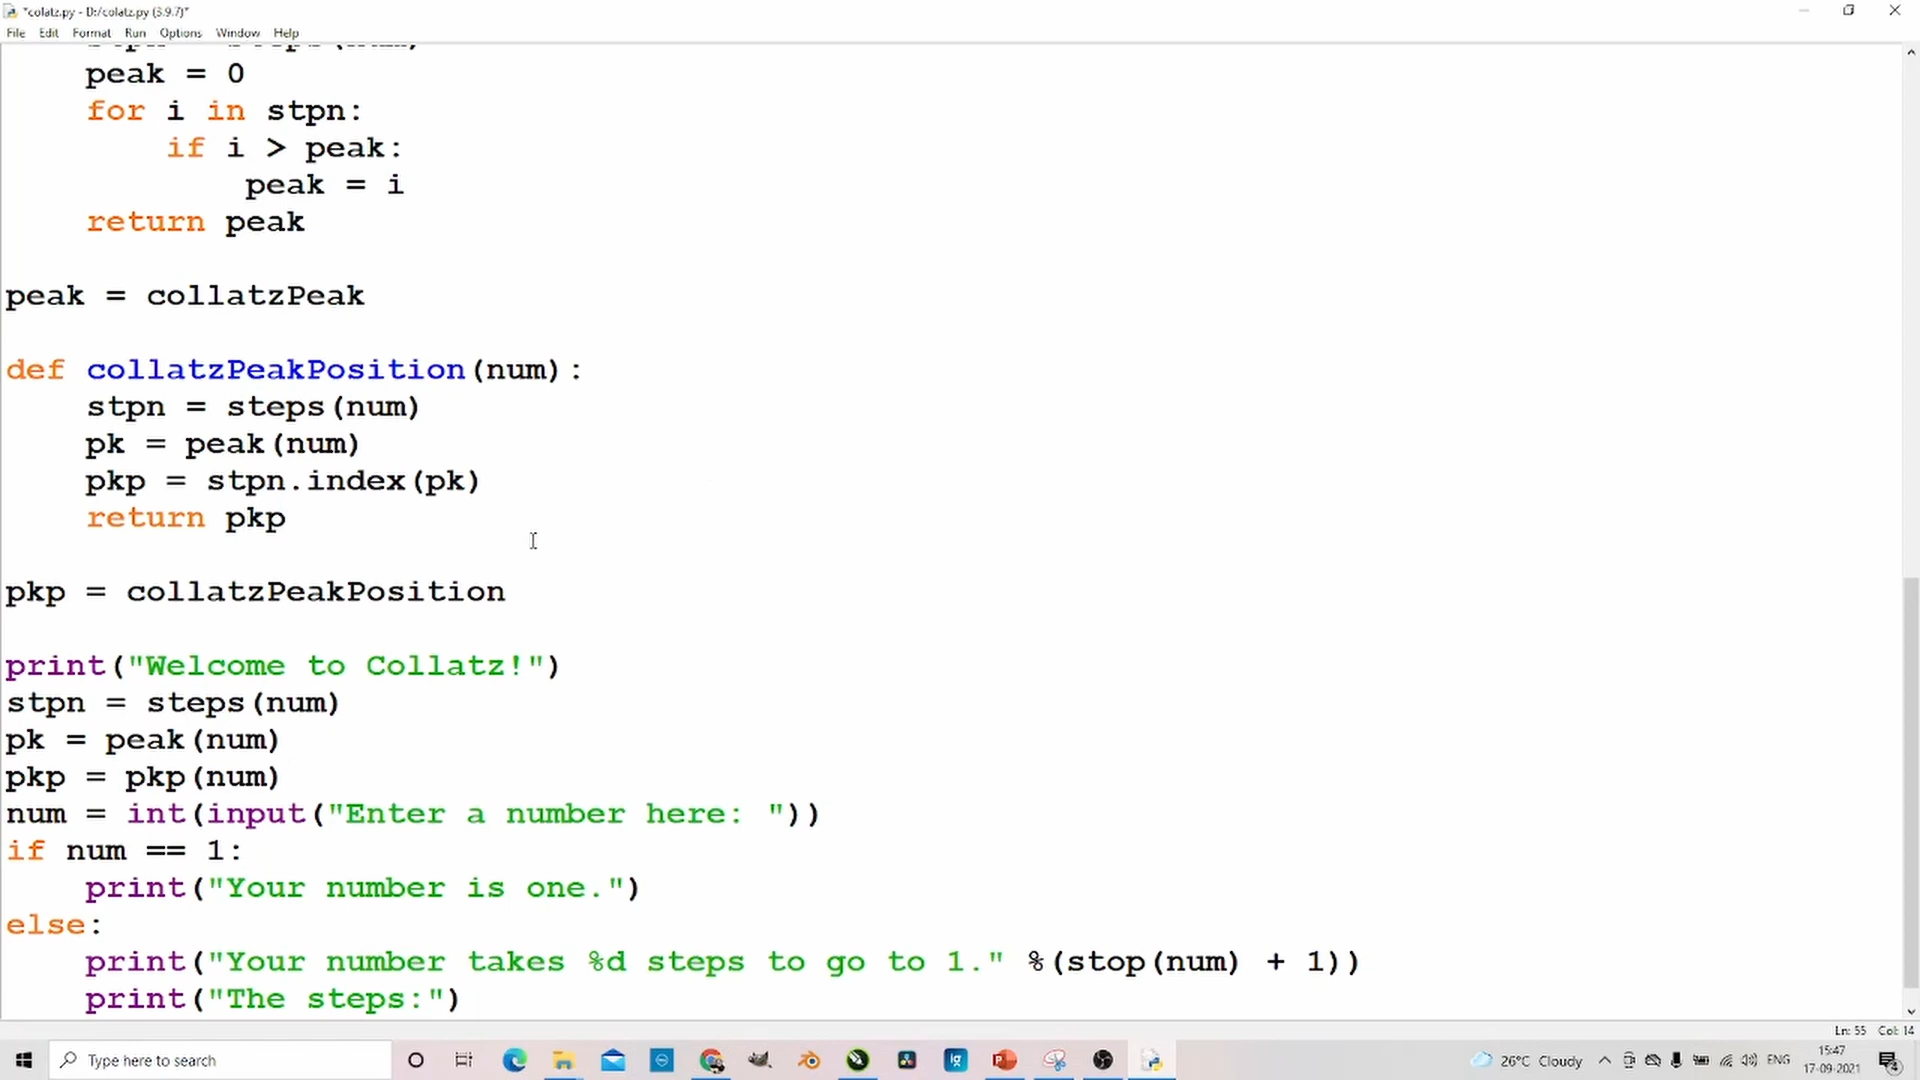 *colatz.py - D:/colatz.py (3.9.7)*
File Edit Format Run Options Window Help
    peak = 0
    for i in stpn:
        if i > peak:
            peak = i
    return peak
peak = collatzPeak
def collatzPeakPosition(num):
    stpn = steps(num)
    pk = peak(num)
    pkp = stpn.index(pk)
    return pkp
pkp = collatzPeakPosition
print("Welcome to Collatz!")
stpn = steps(num)
pk = peak(num)
pkp = pkp(num)
num = int(input("Enter a number here: "))
if num == 1:
    print("Your number is one.")
else:
    print("Your number takes %d steps to go to 1." %(stop(num) + 1))
    print("The steps:")
Ln: 55 Col: 14
Type here to search
26°C Cloudy
ENG
15:47
17-09-2021
4